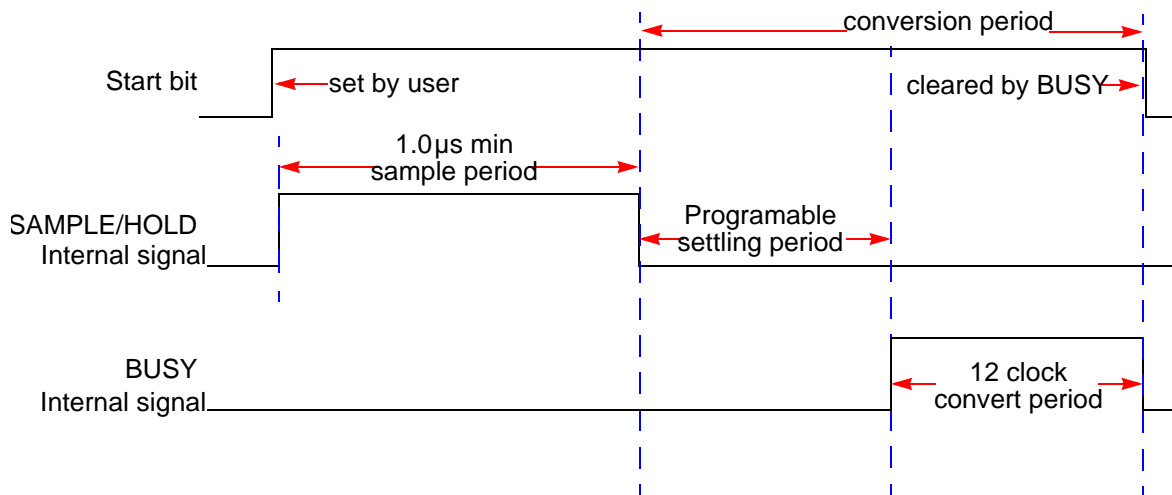 conversion period
Start bit
set by user
cleared by BUSY
1.0µs min
sample period
SAMPLE/HOLD
Internal signal
Programable
settling period
BUSY
Internal signal
12 clock
convert period